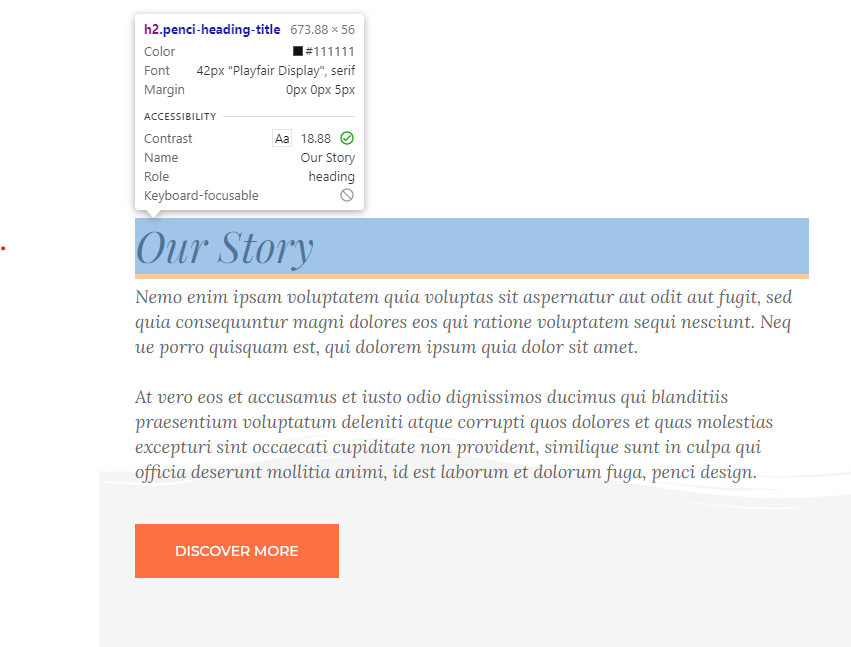 h2.penci-heading-title 673.88 × 56
Color #111111
Font 42px "Playfair Display", serif
Margin 0px 0px 5px
ACCESSIBILITY
Contrast Aa 18.88
Name Our Story
Role heading
Keyboard-focusable
Our Story
Nemo enim ipsam voluptatem quia voluptas sit aspernatur aut odit aut fugit, sed
quia consequuntur magni dolores eos qui ratione voluptatem sequi nesciunt. Neq
ue porro quisquam est, qui dolorem ipsum quia dolor sit amet.
At vero eos et accusamus et iusto odio dignissimos ducimus qui blanditiis
praesentium voluptatum deleniti atque corrupti quos dolores et quas molestias
excepturi sint occaecati cupiditate non provident, similique sunt in culpa qui
officia deserunt mollitia animi, id est laborum et dolorum fuga, penci design.
DISCOVER MORE